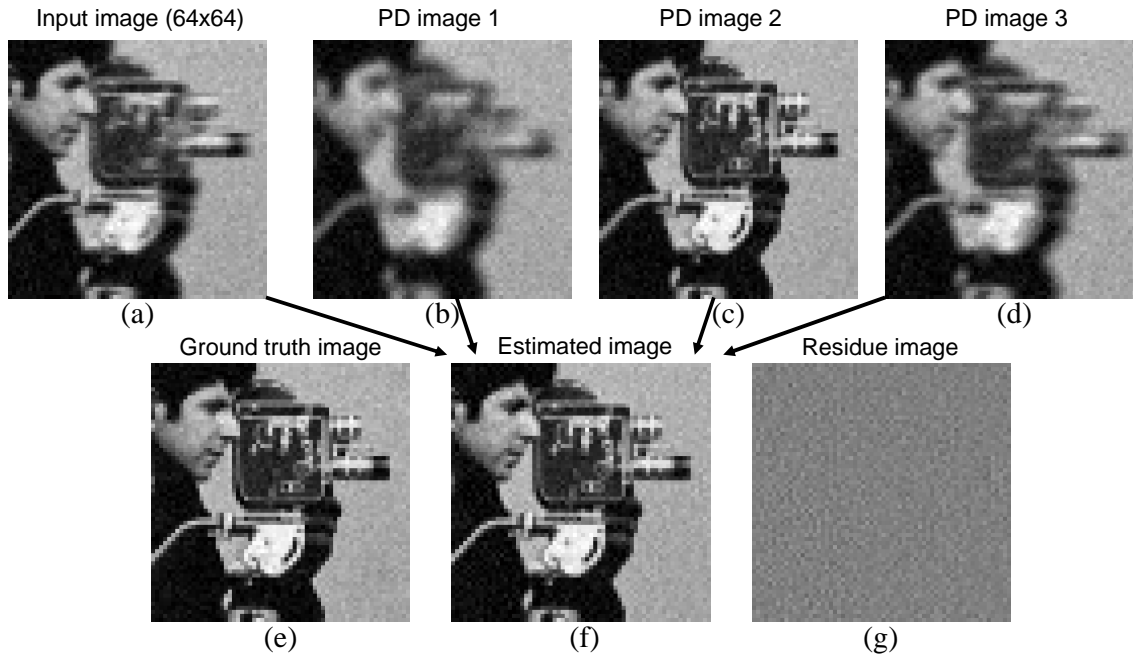 Input image (64x64)
PD image 1
PD image 2
PD image 3
(a)
(b)
(c)
(d)
Ground truth image
Estimated image
Residue image
(e)
(f)
(g)